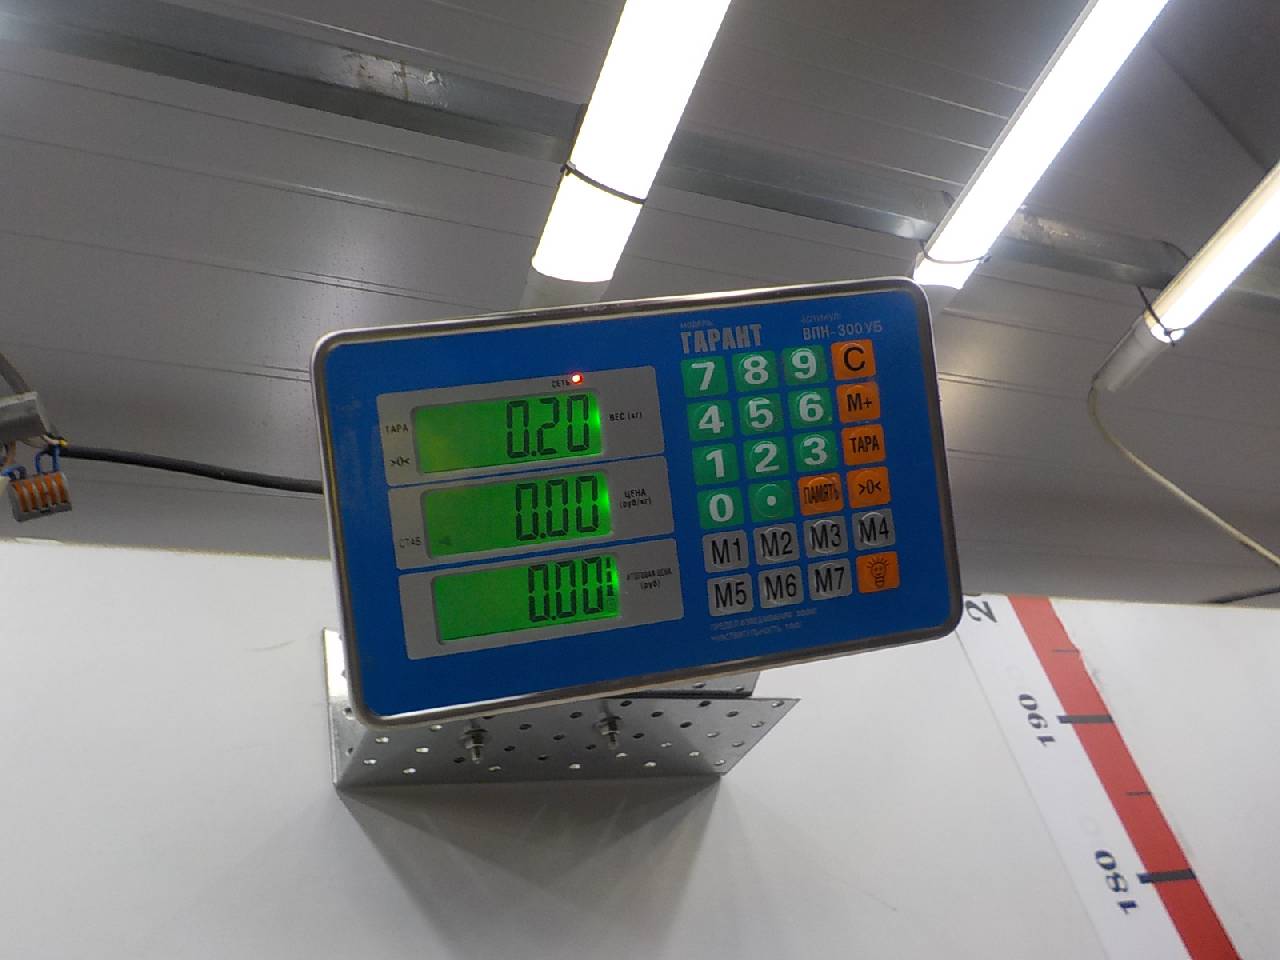 МОДЕЛЬ
ГАРАНТ
АРТИКУЛ
ВПН-300УБ
СЕТЬ
ТАРА
>0<
0.20
ВЕС (кг)
СТАБ
0.00
ЦЕНА
(руб/кг)
0.00
ИТОГОВАЯ ЦЕНА
(руб)
7 8 9 C
4 5 6 M+
1 2 3 ТАРА
0 . ПАМЯТЬ >0<
M1 M2 M3 M4
M5 M6 M7
190
180